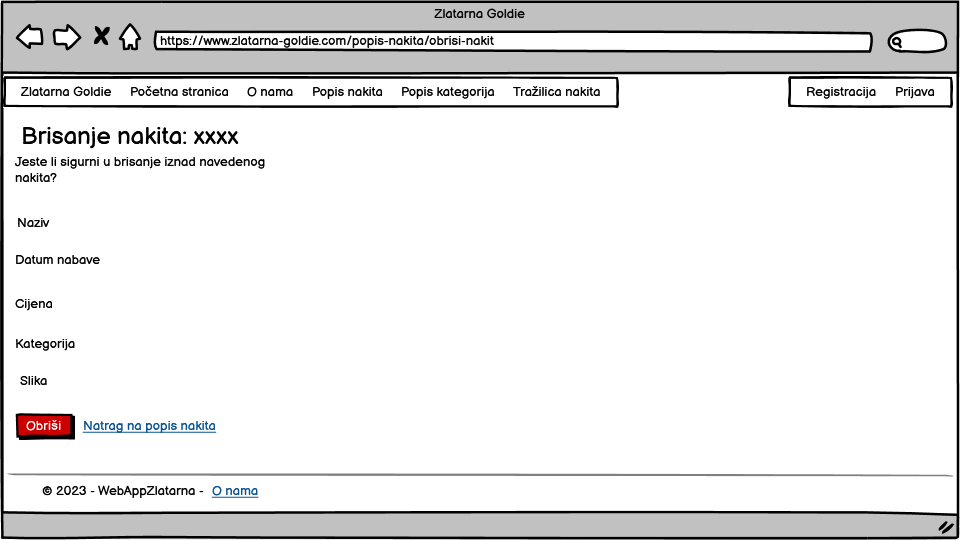 Zlatarna Goldie
https://www.zlatarna-goldie.com/popis-nakita/obrisi-nakit
Zlatarna Goldie Početna stranica O nama Popis nakita Popis kategorija Tražilica nakita Registracija Prijava
Brisanje nakita: xxxx
Jeste li sigurni u brisanje iznad navedenog
nakita?
Naziv
Datum nabave
Cijena
Kategorija
Slika
Obriši Natrag na popis nakita
© 2023 - WebAppZlatarna - O nama